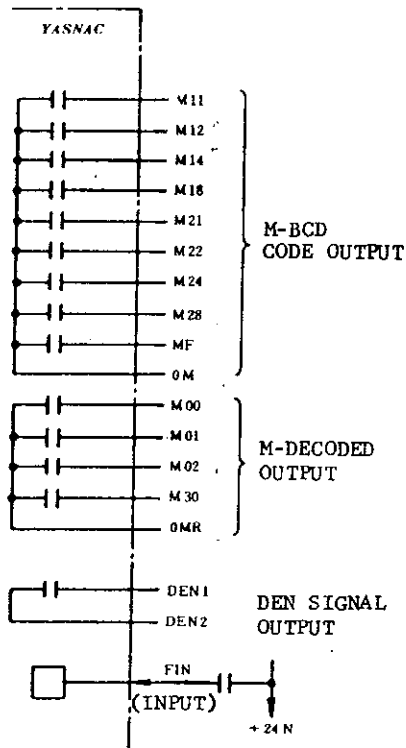 YASNAC
M11
M12
M14
M18
M21
M22
M24
M28
MF
0M
M-BCD
CODE OUTPUT
M00
M01
M02
M30
0MR
M-DECODED
OUTPUT
DEN1
DEN2
DEN SIGNAL
OUTPUT
FIN
(INPUT)
+24N